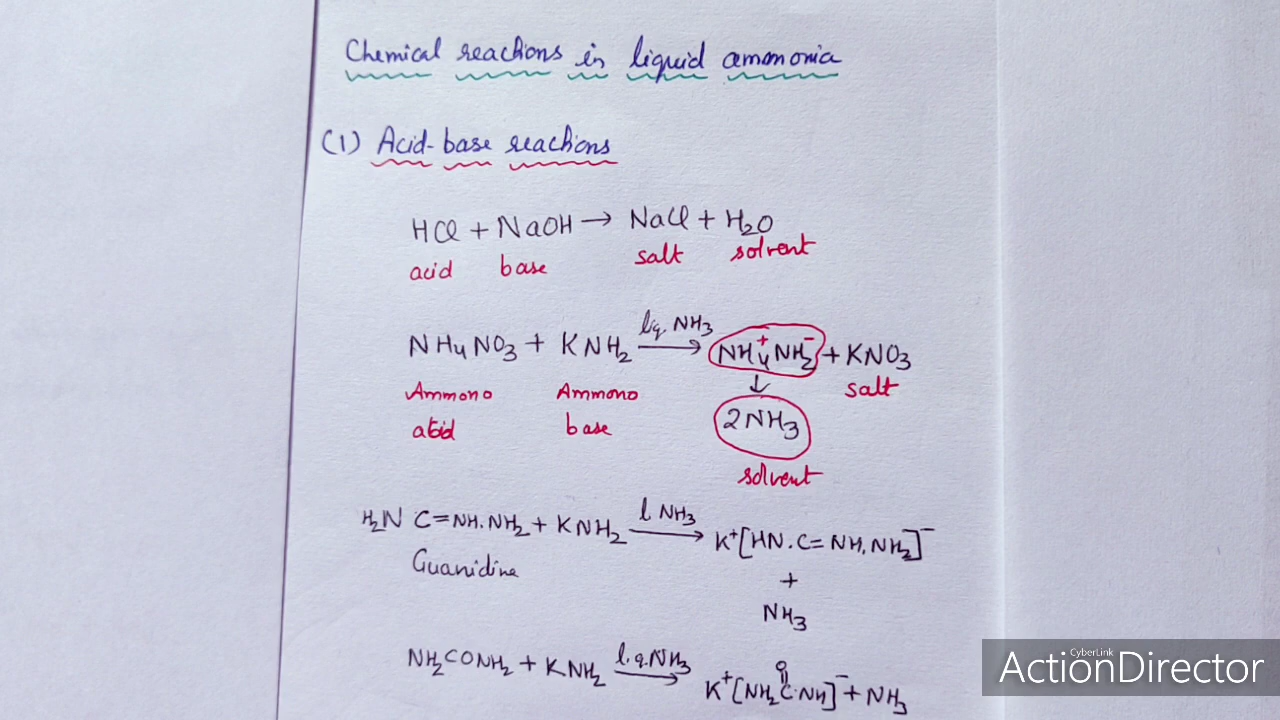 Chemical reactions in liquid ammonia
(1) Acid-base reactions
HCl + NaOH → NaCl + H₂O
acid base salt solvent
NH₄NO₃ + KNH₂ →(lq. NH₃) NH₄⁺NH₂⁻ + KNO₃
↓ salt
Ammono Ammono
acid base 2NH₃
solvent
H₂N C=NH.NH₂ + KNH₂ →(l NH₃) K⁺[HN.C=NH.NH₂]⁻
Guanidine +
NH₃
NH₂CONH₂ + KNH₂ →(l.q.NH₃) K⁺[NH₂C(=O).NH]⁻ + NH₃
CyberLink
ActionDirector